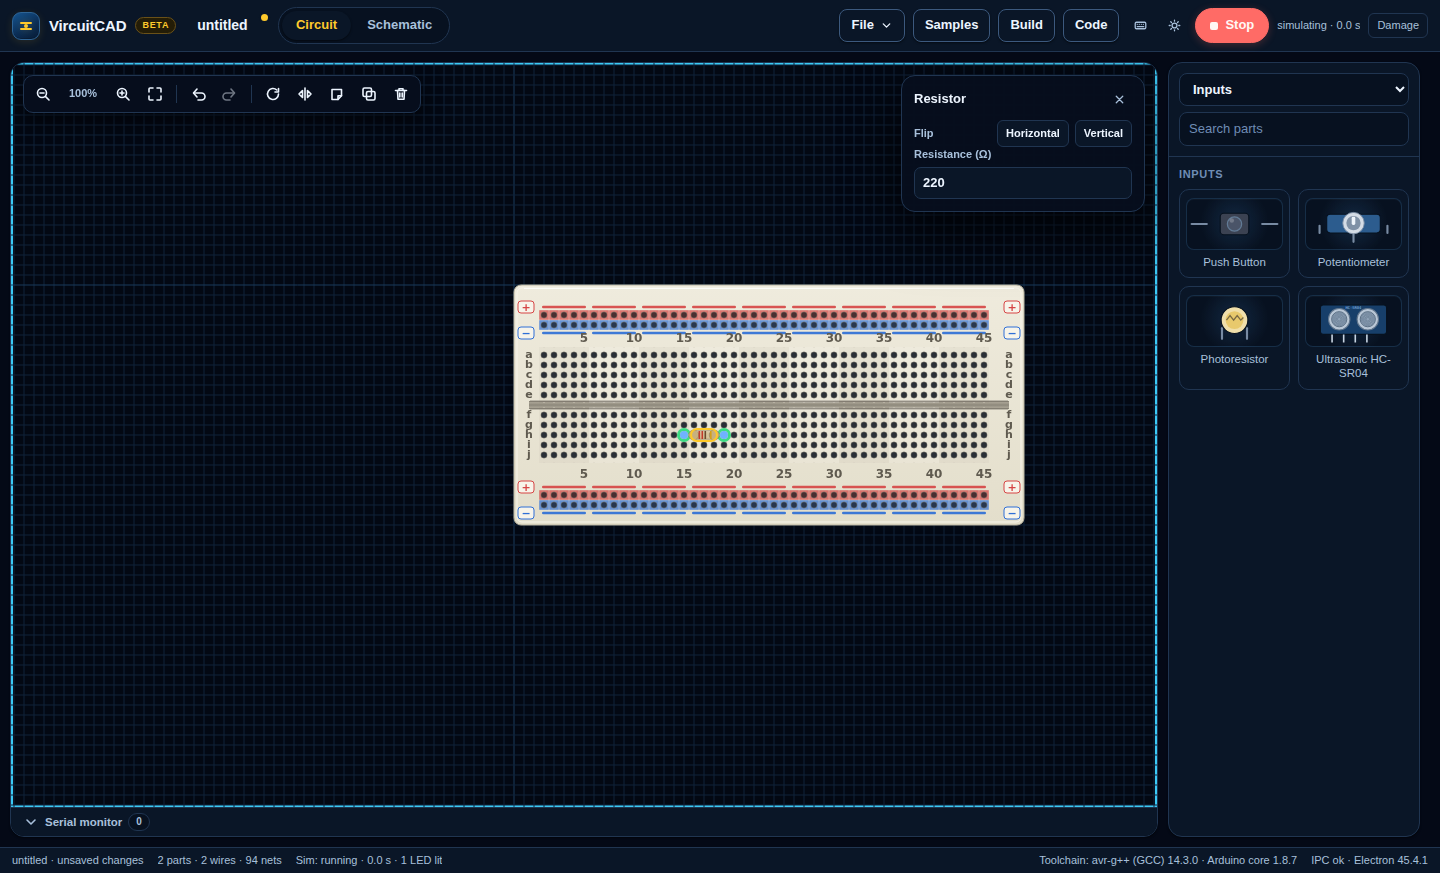 VircuitCAD BETA untitled Circuit Schematic File Samples Build Code Stop simulating · 0.0 s Damage
100%
Resistor
Flip Horizontal Vertical
Resistance (Ω)
220
Inputs
Search parts
INPUTS
Push Button Potentiometer
Photoresistor Ultrasonic HC-
SR04
+ +
− −
5 10 15 20 25 30 35 40 45
a a
b b
c c
d d
e e
f f
g g
h h
i i
j j
5 10 15 20 25 30 35 40 45
+ +
− −
Serial monitor 0
untitled · unsaved changes 2 parts · 2 wires · 94 nets Sim: running · 0.0 s · 1 LED lit Toolchain: avr-g++ (GCC) 14.3.0 · Arduino core 1.8.7 IPC ok · Electron 45.4.1